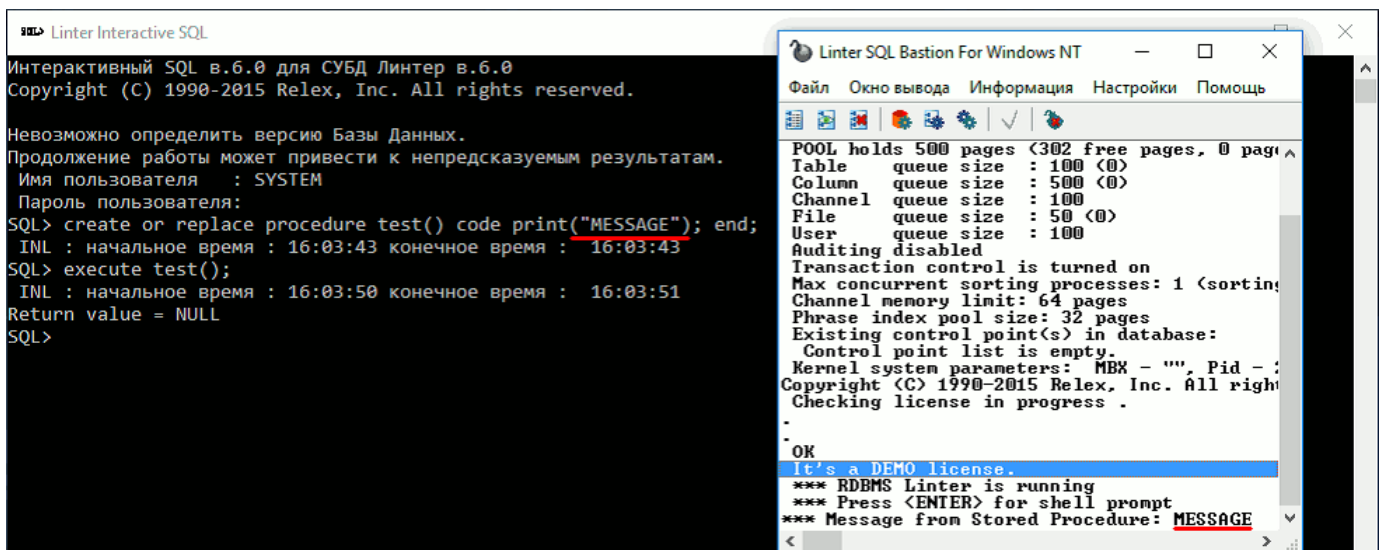 SQL> Linter Interactive SQL
Интерактивный SQL в.6.0 для СУБД Линтер в.6.0
Copyright (C) 1990-2015 Relex, Inc. All rights reserved.
Невозможно определить версию Базы Данных.
Продолжение работы может привести к непредсказуемым результатам.
Имя пользователя : SYSTEM
Пароль пользователя:
SQL> create or replace procedure test() code print("MESSAGE"); end;
INL : начальное время : 16:03:43 конечное время : 16:03:43
SQL> execute test();
INL : начальное время : 16:03:50 конечное время : 16:03:51
Return value = NULL
SQL>
Linter SQL Bastion For Windows NT
Файл Окно вывода Информация Настройки Помощь
POOL holds 500 pages (302 free pages, 0 pag
Table queue size : 100 (0)
Column queue size : 500 (0)
Channel queue size : 100
File queue size : 50 (0)
User queue size : 100
Auditing disabled
Transaction control is turned on
Max concurrent sorting processes: 1 (sorting
Channel memory limit: 64 pages
Phrase index pool size: 32 pages
Existing control point(s) in database:
Control point list is empty.
Kernel system parameters: MBX - "", Pid -
Copyright (C) 1990-2015 Relex, Inc. All righ
Checking license in progress .
.
.
OK
It's a DEMO license.
*** RDBMS Linter is running
*** Press <ENTER> for shell prompt
*** Message from Stored Procedure: MESSAGE